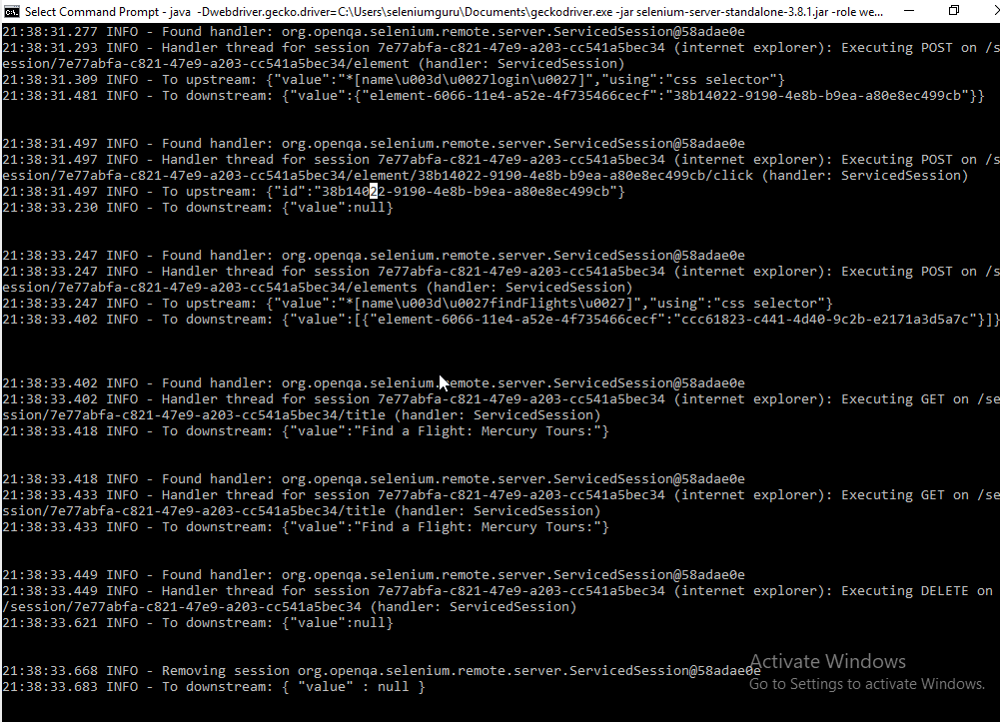 Select Command Prompt - java -Dwebdriver.gecko.driver=C:\Users\seleniumguru\Documents\geckodriver.exe -jar selenium-server-standalone-3.8.1.jar -role we...
21:38:31.277 INFO - Found handler: org.openqa.selenium.remote.server.ServicedSession@58adae0e
21:38:31.293 INFO - Handler thread for session 7e77abfa-c821-47e9-a203-cc541a5bec34 (internet explorer): Executing POST on /s
ession/7e77abfa-c821-47e9-a203-cc541a5bec34/element (handler: ServicedSession)
21:38:31.309 INFO - To upstream: {"value":"*[name\u003d\u0027login\u0027]","using":"css selector"}
21:38:31.481 INFO - To downstream: {"value":{"element-6066-11e4-a52e-4f735466cecf":"38b14022-9190-4e8b-b9ea-a80e8ec499cb"}}
21:38:31.497 INFO - Found handler: org.openqa.selenium.remote.server.ServicedSession@58adae0e
21:38:31.497 INFO - Handler thread for session 7e77abfa-c821-47e9-a203-cc541a5bec34 (internet explorer): Executing POST on /s
ession/7e77abfa-c821-47e9-a203-cc541a5bec34/element/38b14022-9190-4e8b-b9ea-a80e8ec499cb/click (handler: ServicedSession)
21:38:31.497 INFO - To upstream: {"id":"38b14022-9190-4e8b-b9ea-a80e8ec499cb"}
21:38:33.230 INFO - To downstream: {"value":null}
21:38:33.247 INFO - Found handler: org.openqa.selenium.remote.server.ServicedSession@58adae0e
21:38:33.247 INFO - Handler thread for session 7e77abfa-c821-47e9-a203-cc541a5bec34 (internet explorer): Executing POST on /s
ession/7e77abfa-c821-47e9-a203-cc541a5bec34/elements (handler: ServicedSession)
21:38:33.247 INFO - To upstream: {"value":"*[name\u003d\u0027findFlights\u0027]","using":"css selector"}
21:38:33.402 INFO - To downstream: {"value":[{"element-6066-11e4-a52e-4f735466cecf":"ccc61823-c441-4d40-9c2b-e2171a3d5a7c"}]}
21:38:33.402 INFO - Found handler: org.openqa.selenium.remote.server.ServicedSession@58adae0e
21:38:33.402 INFO - Handler thread for session 7e77abfa-c821-47e9-a203-cc541a5bec34 (internet explorer): Executing GET on /se
ssion/7e77abfa-c821-47e9-a203-cc541a5bec34/title (handler: ServicedSession)
21:38:33.418 INFO - To downstream: {"value":"Find a Flight: Mercury Tours:"}
21:38:33.418 INFO - Found handler: org.openqa.selenium.remote.server.ServicedSession@58adae0e
21:38:33.433 INFO - Handler thread for session 7e77abfa-c821-47e9-a203-cc541a5bec34 (internet explorer): Executing GET on /se
ssion/7e77abfa-c821-47e9-a203-cc541a5bec34/title (handler: ServicedSession)
21:38:33.433 INFO - To downstream: {"value":"Find a Flight: Mercury Tours:"}
21:38:33.449 INFO - Found handler: org.openqa.selenium.remote.server.ServicedSession@58adae0e
21:38:33.449 INFO - Handler thread for session 7e77abfa-c821-47e9-a203-cc541a5bec34 (internet explorer): Executing DELETE on
/session/7e77abfa-c821-47e9-a203-cc541a5bec34 (handler: ServicedSession)
21:38:33.621 INFO - To downstream: {"value":null}
21:38:33.668 INFO - Removing session org.openqa.selenium.remote.server.ServicedSession@58adae0e
21:38:33.683 INFO - To downstream: { "value" : null }
Activate Windows
Go to Settings to activate Windows.